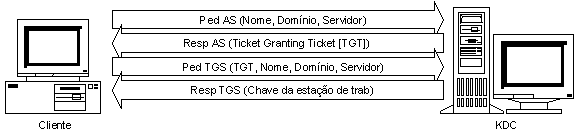 Ped AS (Nome, Domínio, Servidor)
Resp AS (Ticket Granting Ticket [TGT])
Ped TGS (TGT, Nome, Domínio, Servidor)
Resp TGS (Chave da estação de trab)
Cliente
KDC